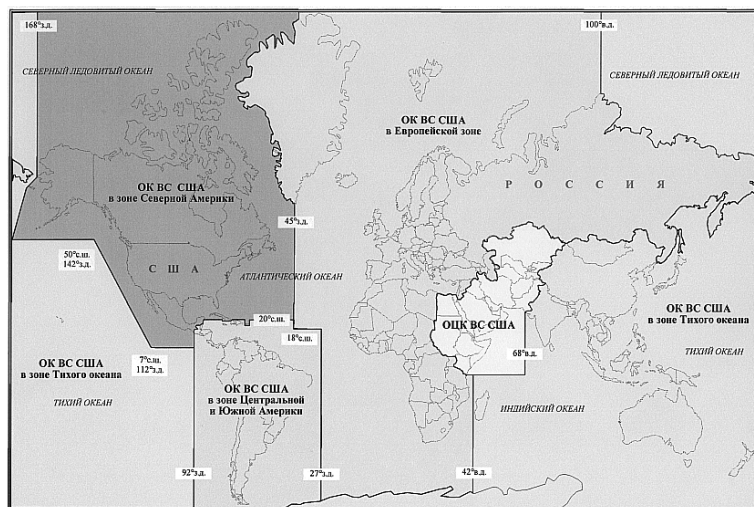 168°з.д.
100°в.д.
СЕВЕРНЫЙ ЛЕДОВИТЫЙ ОКЕАН
СЕВЕРНЫЙ ЛЕДОВИТЫЙ ОКЕАН
ОК ВС США
в Европейской зоне
ОК ВС США
в зоне Северной Америки
РОССИЯ
45°з.д.
50°с.ш.
142°з.д.
США
АТЛАНТИЧЕСКИЙ ОКЕАН
20°с.ш.
18°с.ш.
ОЦК ВС США
ОК ВС США
в зоне Тихого океана
68°в.д.
ТИХИЙ ОКЕАН
7°с.ш.
112°з.д.
ОК ВС США
в зоне Тихого океана
ТИХИЙ ОКЕАН
ОК ВС США
в зоне Центральной
и Южной Америки
ИНДИЙСКИЙ ОКЕАН
92°з.д.
27°з.д.
42°в.д.